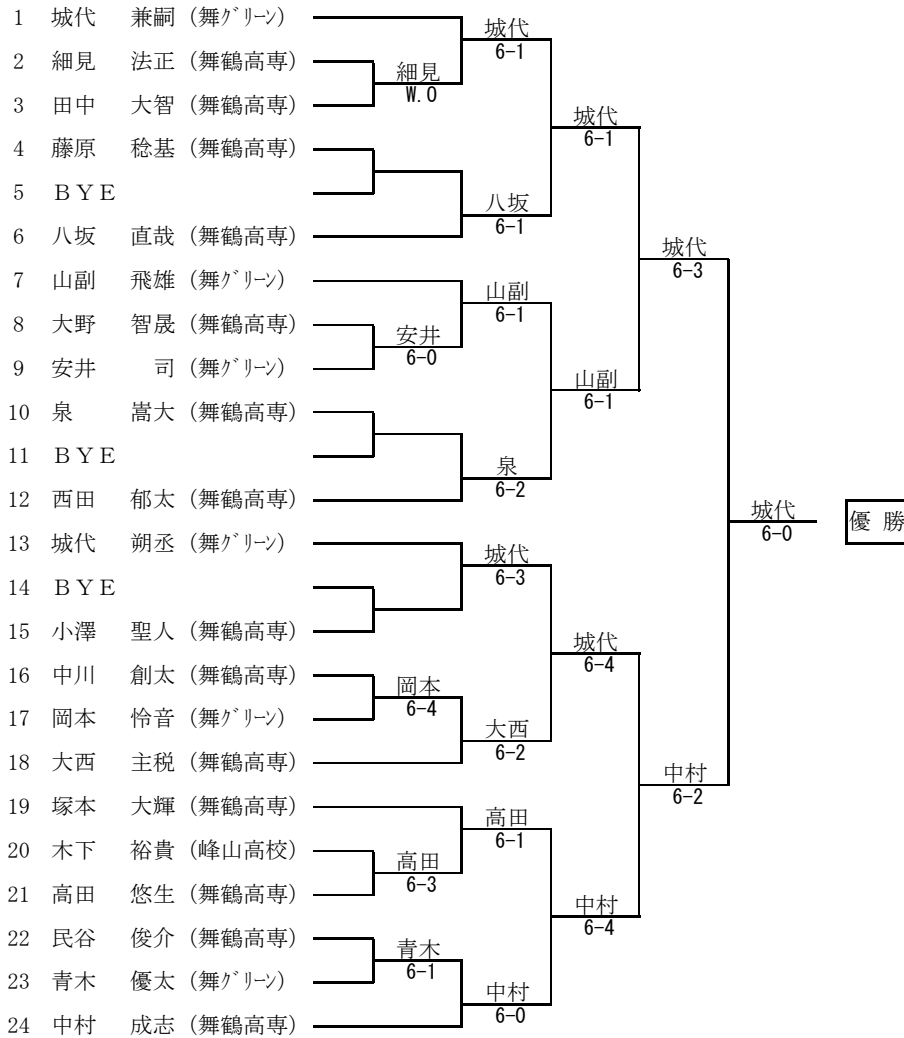 1 城代 兼嗣 (舞グリーン)
城代
6-1
2 細見 法正 (舞鶴高専)
細見
W.O
3 田中 大智 (舞鶴高専)
城代
6-1
4 藤原 稔基 (舞鶴高専)
5 BYE
八坂
6-1
6 八坂 直哉 (舞鶴高専)
城代
6-3
7 山副 飛雄 (舞グリーン)
山副
6-1
8 大野 智晟 (舞鶴高専)
安井
6-0
9 安井 司 (舞グリーン)
山副
6-1
10 泉 嵩大 (舞鶴高専)
11 BYE
泉
6-2
12 西田 郁太 (舞鶴高専)
城代
6-0
優 勝
13 城代 朔丞 (舞グリーン)
城代
6-3
14 BYE
15 小澤 聖人 (舞鶴高専)
城代
6-4
16 中川 創太 (舞鶴高専)
岡本
6-4
17 岡本 怜音 (舞グリーン)
大西
6-2
18 大西 主税 (舞鶴高専)
中村
6-2
19 塚本 大輝 (舞鶴高専)
高田
6-1
20 木下 裕貴 (峰山高校)
高田
6-3
21 高田 悠生 (舞鶴高専)
中村
6-4
22 民谷 俊介 (舞鶴高専)
青木
6-1
23 青木 優太 (舞グリーン)
中村
6-0
24 中村 成志 (舞鶴高専)